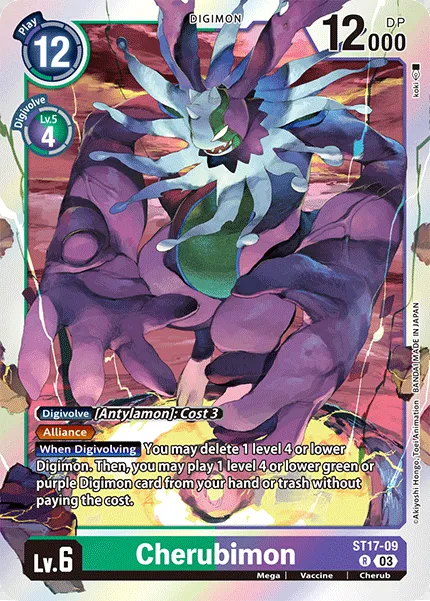 DIGIMON
Play
12
12000
DP
koki
Digivolve
Lv.5
4
Digivolve [Antylamon]: Cost 3
Alliance
When Digivolving You may delete 1 level 4 or lower
Digimon. Then, you may play 1 level 4 or lower green or
purple Digimon card from your hand or trash without
paying the cost.
©Akiyoshi Hongo, Toei Animation BANDAI MADE IN JAPAN
Lv.6
Cherubimon
ST17-09
R 03
Mega | Vaccine | Cherub